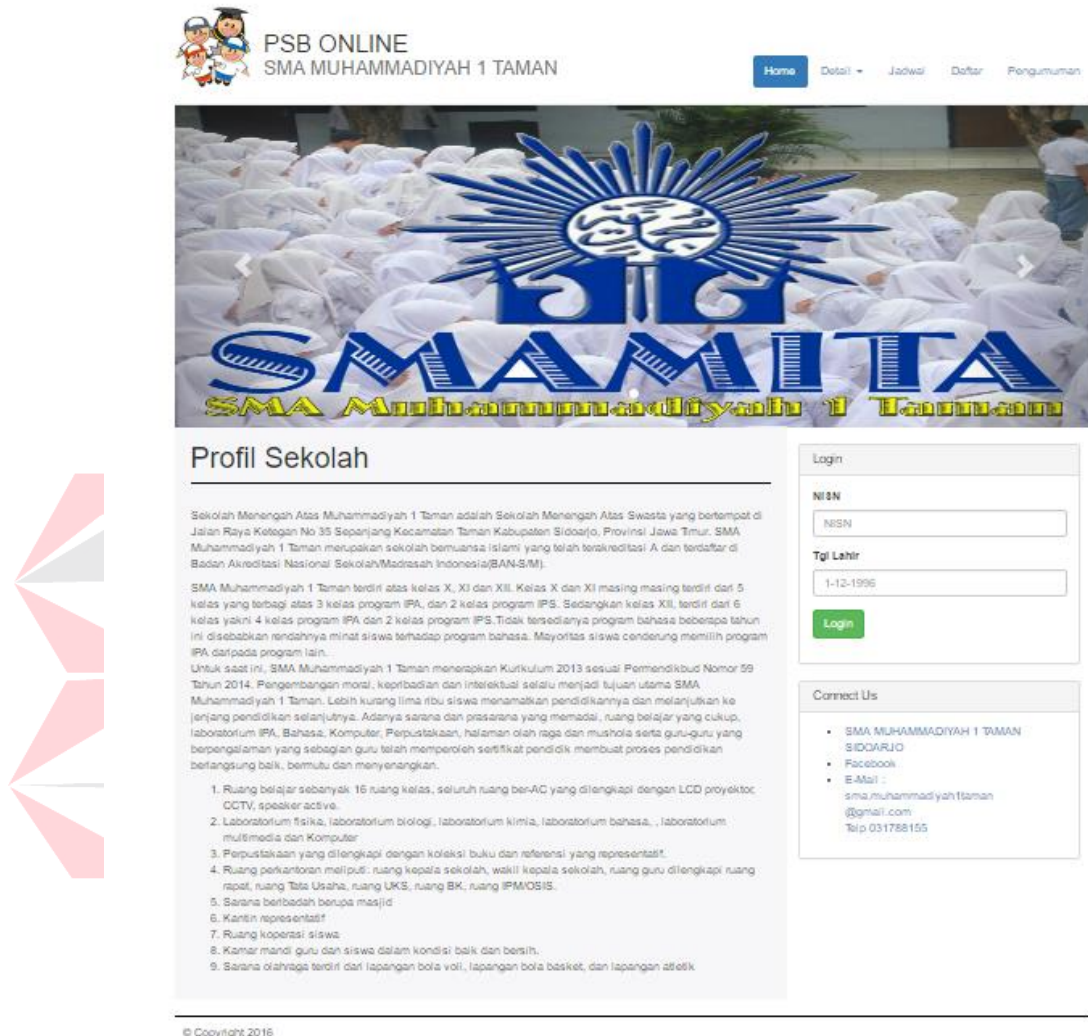 PSB ONLINE
SMA MUHAMMADIYAH 1 TAMAN
Home Detail Jadwal Daftar Pengumuman
SMAMITA
SMA Muhammadiyah 1 Taman
Profil Sekolah
Sekolah Menengah Atas Muhammadiyah 1 Taman adalah Sekolah Menengah Atas Swasta yang bertempat di
Jalan Raya Ketegan No 35 Sepanjang Kecamatan Taman Kabupaten Sidoarjo, Provinsi Jawa Timur. SMA
Muhammadiyah 1 Taman merupakan sekolah bernuansa islami yang telah terakreditasi A dan terdaftar di
Badan Akreditasi Nasional Sekolah/Madrasah Indonesia(BAN-S/M).
SMA Muhammadiyah 1 Taman terdiri atas kelas X, XI dan XII. Kelas X dan XI masing masing terdiri dari 5
kelas yang terbagi atas 3 kelas program IPA, dan 2 kelas program IPS. Sedangkan kelas XII, terdiri dari 6
kelas yakni 4 kelas program IPA dan 2 kelas program IPS.Tidak tersedianya program bahasa beberapa tahun
ini disebabkan rendahnya minat siswa terhadap program bahasa. Mayoritas siswa cenderung memilih program
IPA daripada program lain.
Untuk saat ini, SMA Muhammadiyah 1 Taman menerapkan Kurikulum 2013 sesuai Permendikbud Nomor 59
Tahun 2014. Pengembangan moral, kepribadian dan intelektual selalu menjadi tujuan utama SMA
Muhammadiyah 1 Taman. Lebih kurang lima ribu siswa menamatkan pendidikannya dan melanjutkan ke
jenjang pendidikan selanjutnya. Adanya sarana dan prasarana yang memadai, ruang belajar yang cukup,
laboratorium IPA, Bahasa, Komputer, Perpustakaan, halaman olah raga dan mushola serta guru-guru yang
berpengalaman yang sebagian guru telah memperoleh sertifikat pendidik membuat proses pendidikan
berlangsung baik, bermutu dan menyenangkan.
1. Ruang belajar sebanyak 16 ruang kelas, seluruh ruang ber-AC yang dilengkapi dengan LCD proyektor,
CCTV, speaker active.
2. Laboratorium fisika, laboratorium biologi, laboratorium kimia, laboratorium bahasa, , laboratorium
multimedia dan Komputer
3. Perpustakaan yang dilengkapi dengan koleksi buku dan referensi yang representatif.
4. Ruang perkantoran meliputi: ruang kepala sekolah, wakil kepala sekolah, ruang guru dilengkapi ruang
rapat, ruang Tata Usaha, ruang UKS, ruang BK, ruang IPM/OSIS.
5. Sarana beribadah berupa masjid
6. Kantin representatif
7. Ruang koperasi siswa
8. Kamar mandi guru dan siswa dalam kondisi baik dan bersih.
9. Sarana olahraga terdiri dari lapangan bola voli, lapangan bola basket, dan lapangan atletik
Login
NISN
NISN
Tgl Lahir
1-12-1996
Login
Connect Us
SMA MUHAMMADIYAH 1 TAMAN
SIDOARJO
Facebook
E-Mail :
sma.muhammadiyah1taman
@gmail.com
Telp 031788155
© Copyright 2016